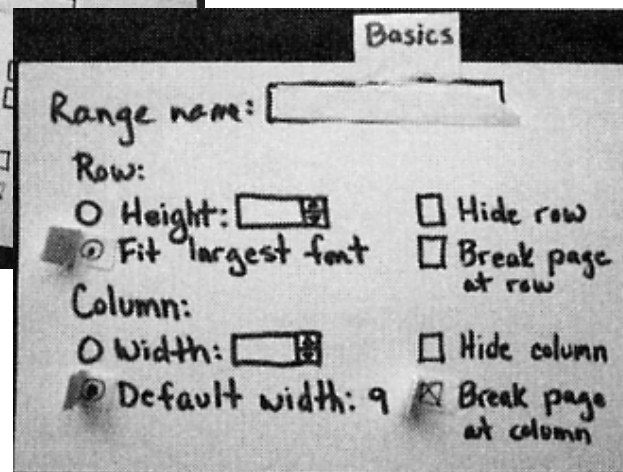 Basics
Range name:
Row:
Height:
Hide row
Fit largest font
Break page
at row
Column:
Width:
Hide column
Default width: 9
Break page
at column